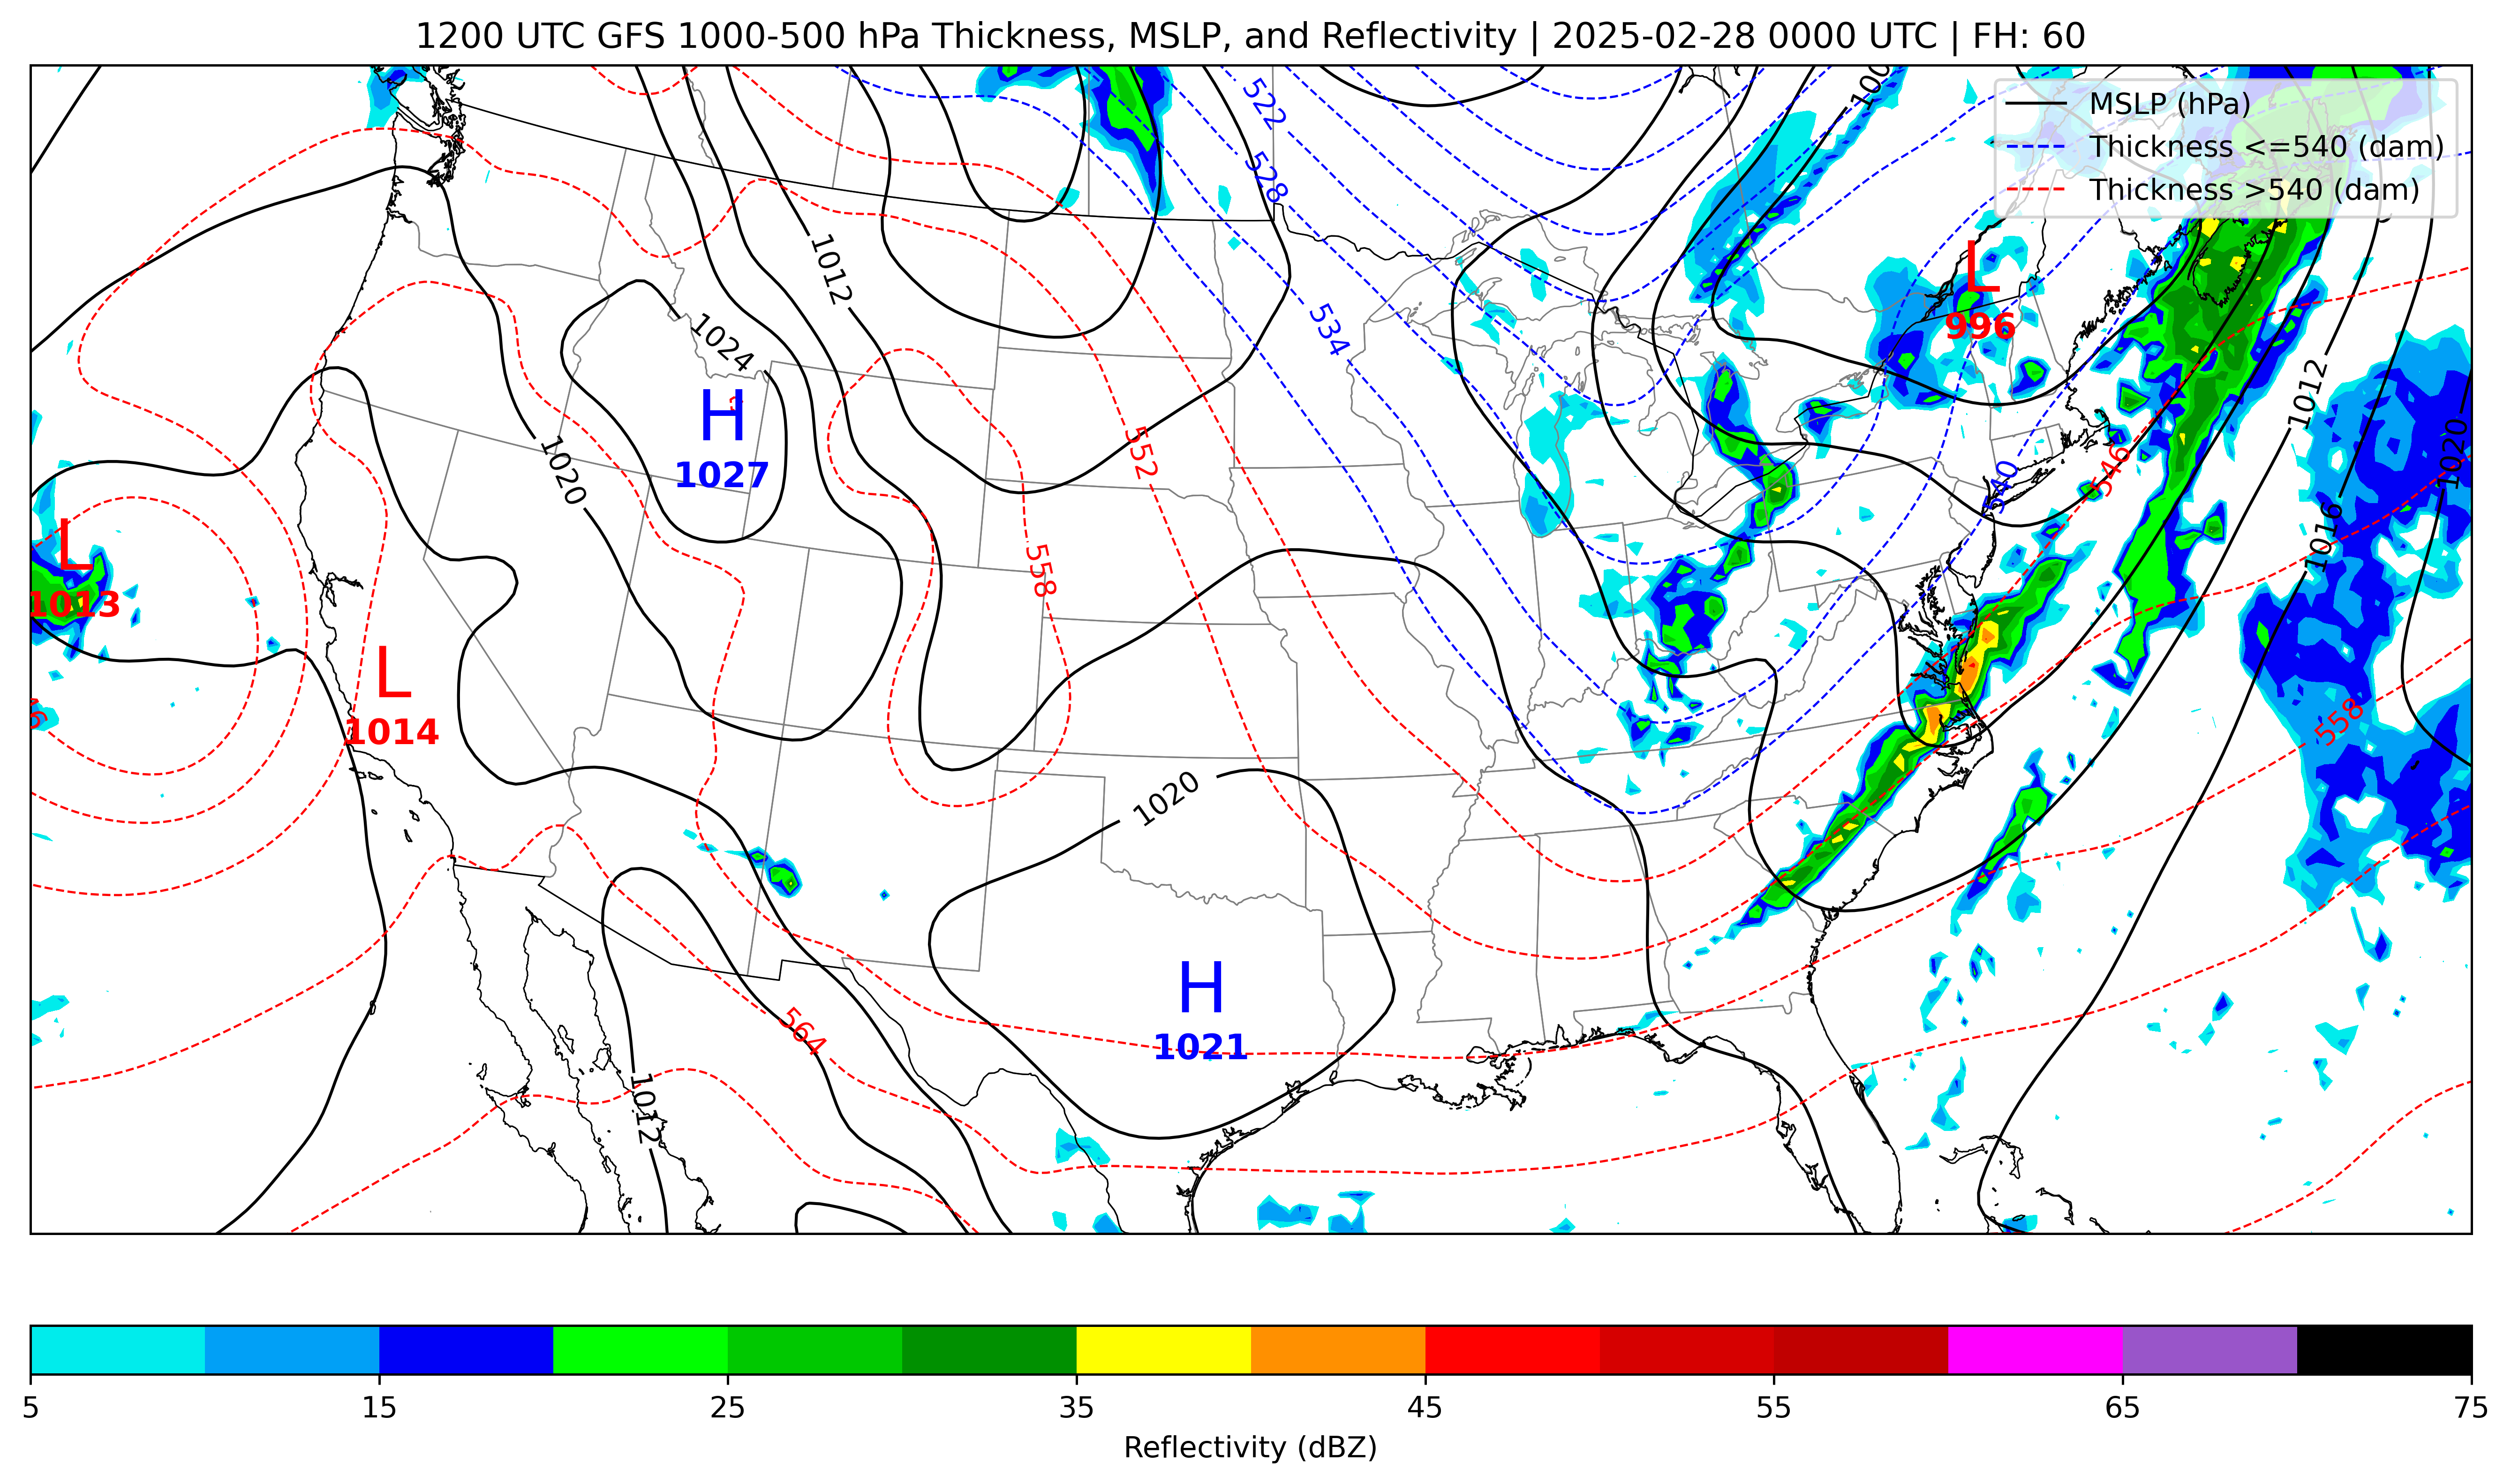 1200 UTC GFS 1000-500 hPa Thickness, MSLP, and Reflectivity | 2025-02-28 0000 UTC | FH: 60
MSLP (hPa)
Thickness <=540 (dam)
Thickness >540 (dam)
522
528
534
540
546
552
558
558
564
1012
1012
1012
1016
1020
1020
1020
1024
L
996
H
1027
L
1013
L
1014
H
1021
5 15 25 35 45 55 65 75
Reflectivity (dBZ)